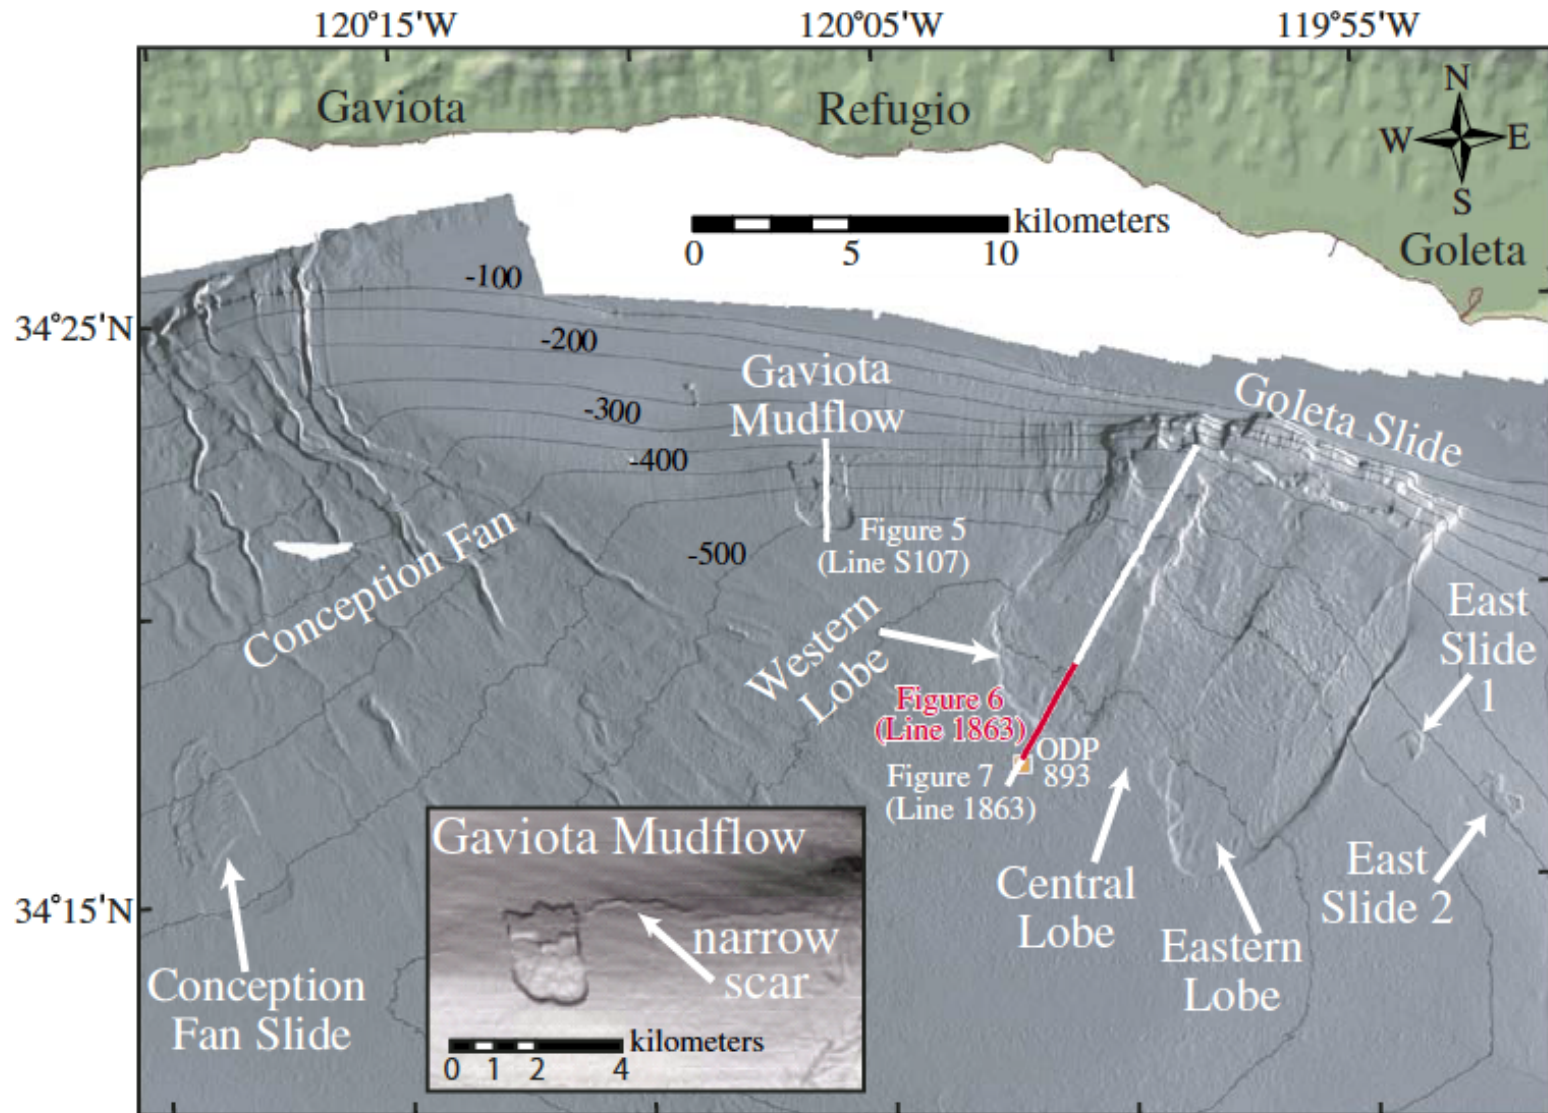 120°15'W
120°05'W
119°55'W
Gaviota
Refugio
N
W
E
S
kilometers
0
5
10
Goleta
-100
34°25'N
-200
Gaviota
Mudflow
-300
Goleta Slide
-400
Figure 5
(Line S107)
-500
Conception Fan
Western
Lobe
East
Slide
1
Figure 6
(Line 1863)
ODP
893
Figure 7
(Line 1863)
Gaviota Mudflow
Central
Lobe
East
Slide 2
34°15'N
narrow
scar
Eastern
Lobe
Conception
Fan Slide
kilometers
0
1
2
4